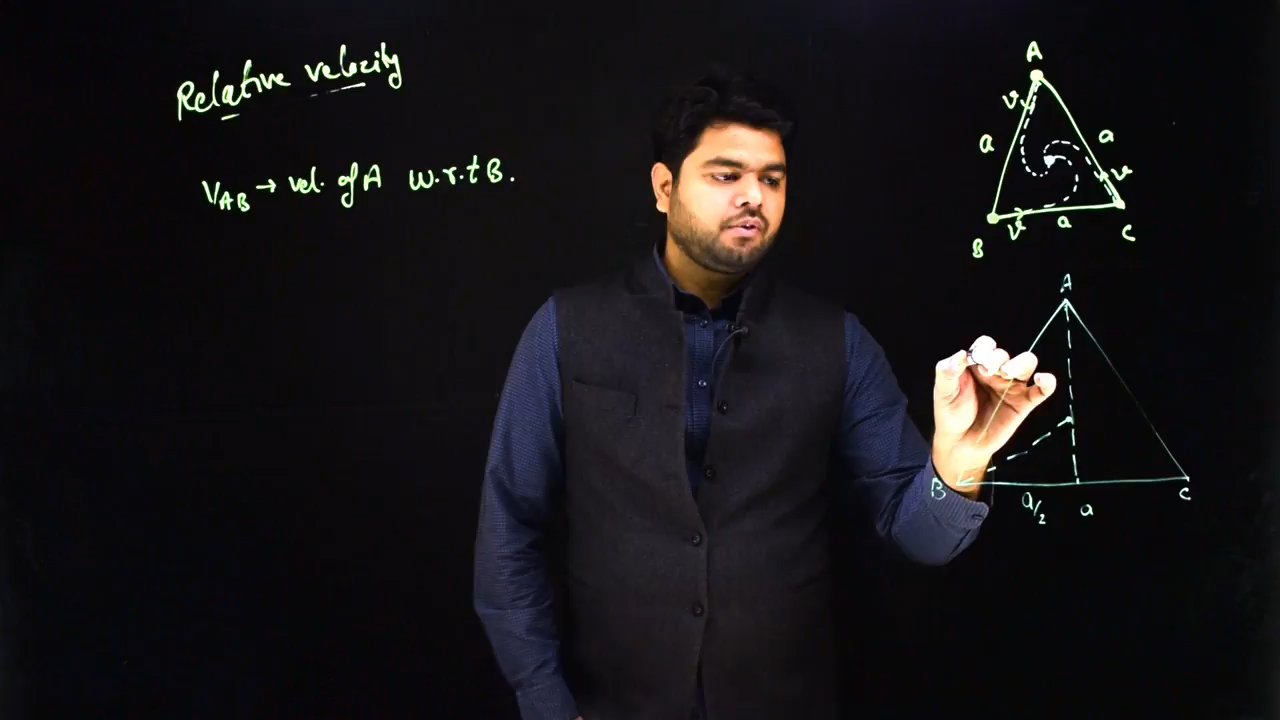 Relative velocity
VAB → vel. of A w.r.t B.
A
v
a
a
v
B
v
a
C
A
B
a/2
a
C